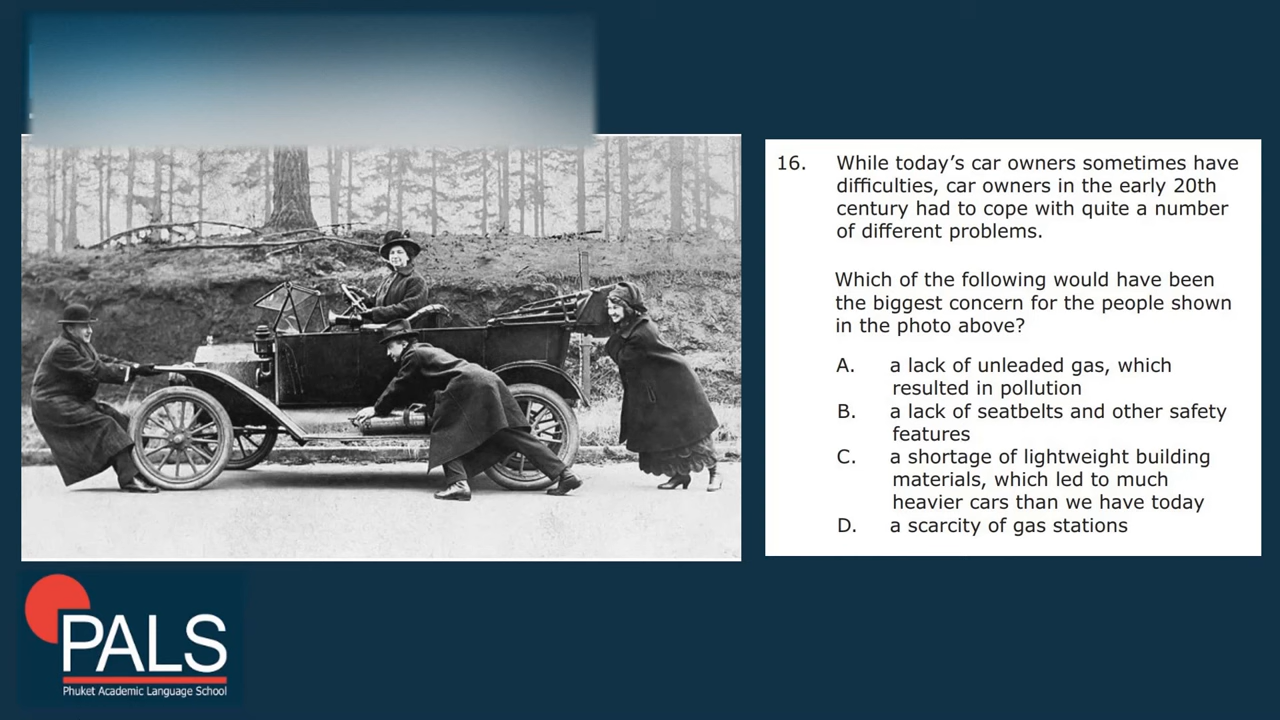 16. While today's car owners sometimes have
difficulties, car owners in the early 20th
century had to cope with quite a number
of different problems.
Which of the following would have been
the biggest concern for the people shown
in the photo above?
A. a lack of unleaded gas, which
resulted in pollution
B. a lack of seatbelts and other safety
features
C. a shortage of lightweight building
materials, which led to much
heavier cars than we have today
D. a scarcity of gas stations
PALS
Phuket Academic Language School